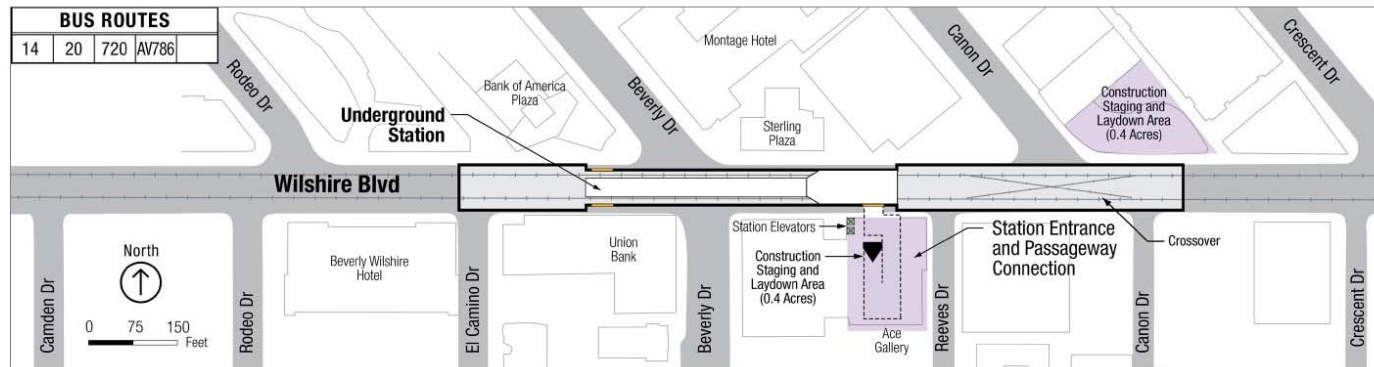 BUS ROUTES
14 20 720 AV786
Rodeo Dr
Bank of America
Plaza
Underground
Station
Beverly Dr
Montage Hotel
Sterling
Plaza
Canon Dr
Construction
Staging and
Laydown Area
(0.4 Acres)
Crescent Dr
Wilshire Blvd
North
0 75 150
Feet
Camden Dr
Rodeo Dr
Beverly Wilshire
Hotel
El Camino Dr
Union
Bank
Beverly Dr
Station Elevators
Construction
Staging and
Laydown Area
(0.4 Acres)
Ace
Gallery
Reeves Dr
Station Entrance
and Passageway
Connection
Crossover
Canon Dr
Crescent Dr